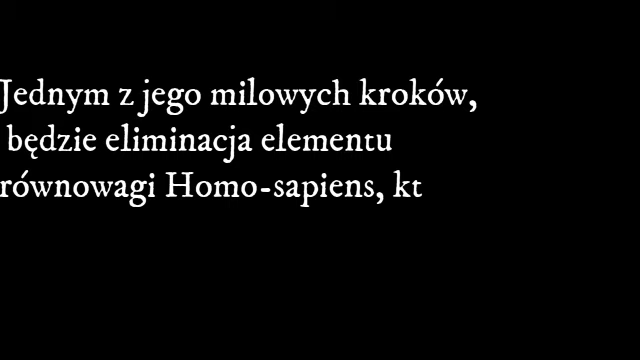 Jednym z jego milowych kroków,
będzie eliminacja elementu
równowagi Homo-sapiens, kt